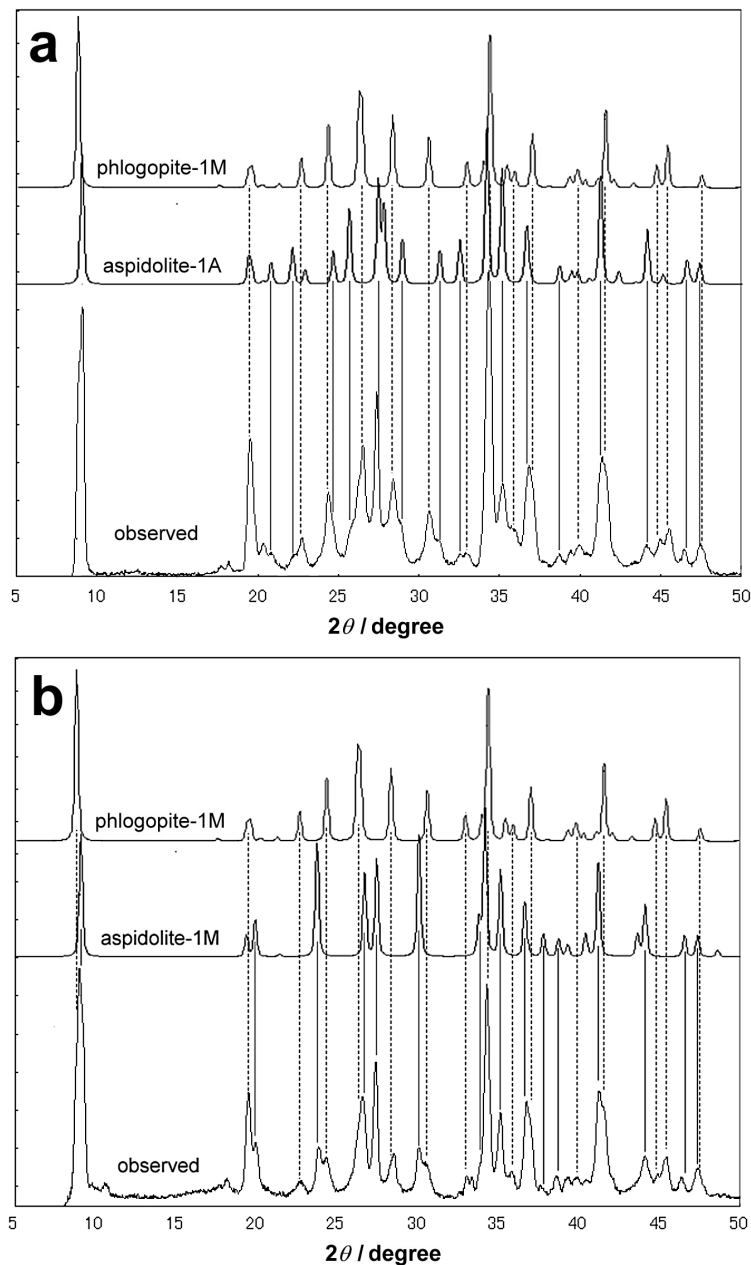 a
phlogopite-1M
aspidolite-1A
observed
5 10 15 20 25 30 35 40 45 50
2θ / degree
b
phlogopite-1M
aspidolite-1M
observed
5 10 15 20 25 30 35 40 45 50
2θ / degree